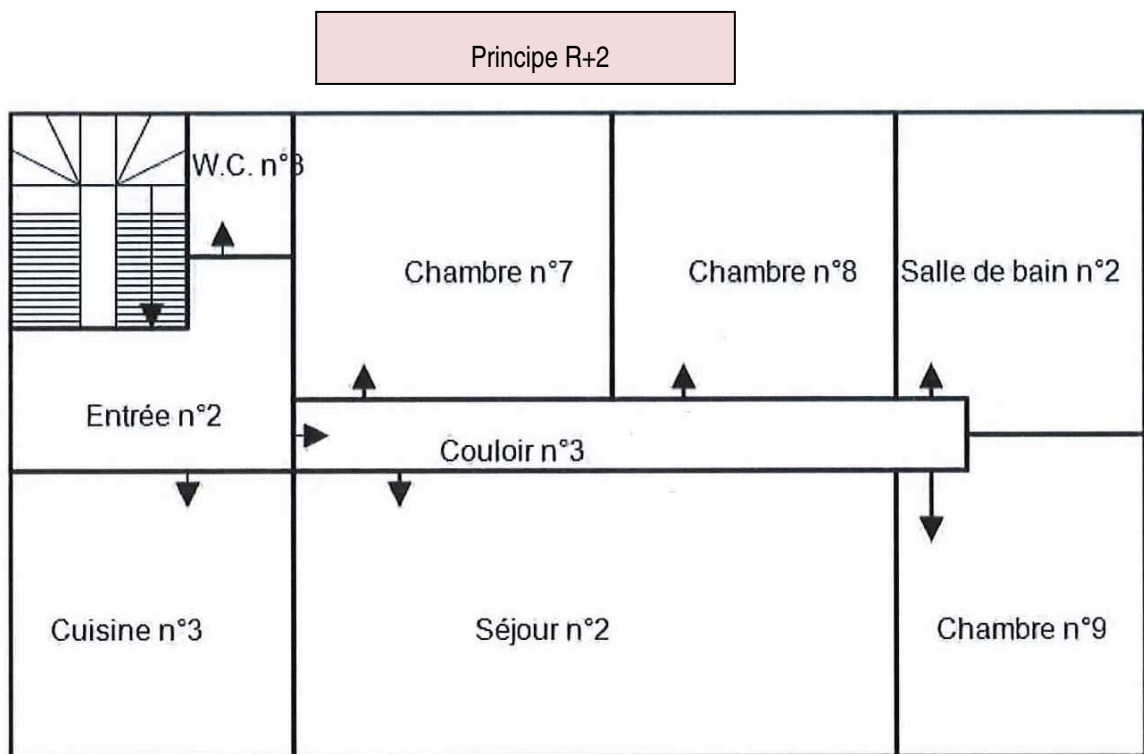 Principe R+2
W.C. n°3
Chambre n°7
Chambre n°8
Salle de bain n°2
Entrée n°2
Couloir n°3
Cuisine n°3
Séjour n°2
Chambre n°9